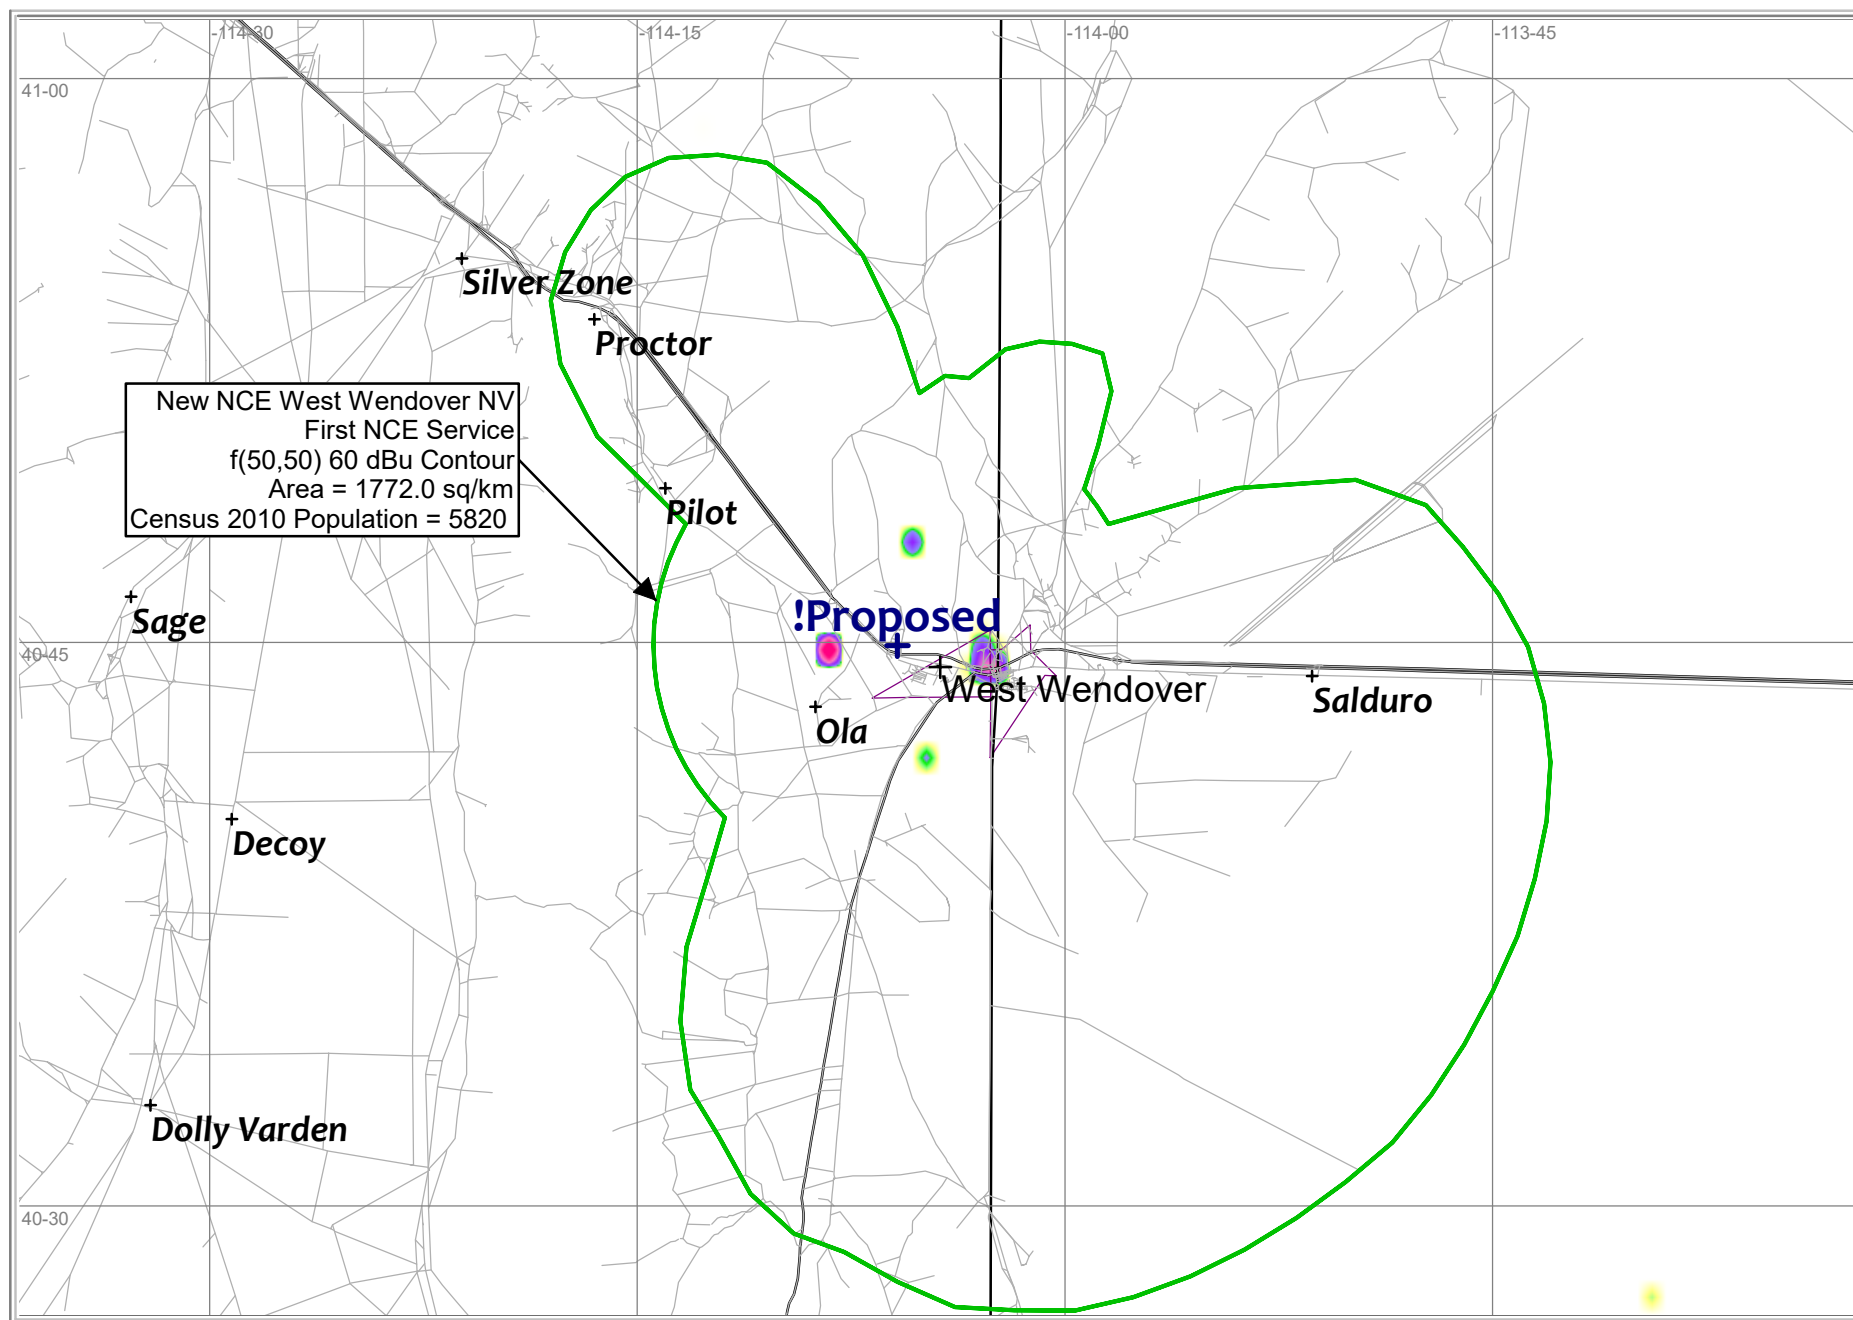 -114-30
-114-15
-114-00
-113-45
41-00
Silver Zone
Proctor
New NCE West Wendover NV
First NCE Service
f(50,50) 60 dBu Contour
Area = 1772.0 sq/km
Census 2010 Population = 5820
Pilot
Sage
!Proposed
40-45
West Wendover
Salduro
Ola
Decoy
Dolly Varden
40-30